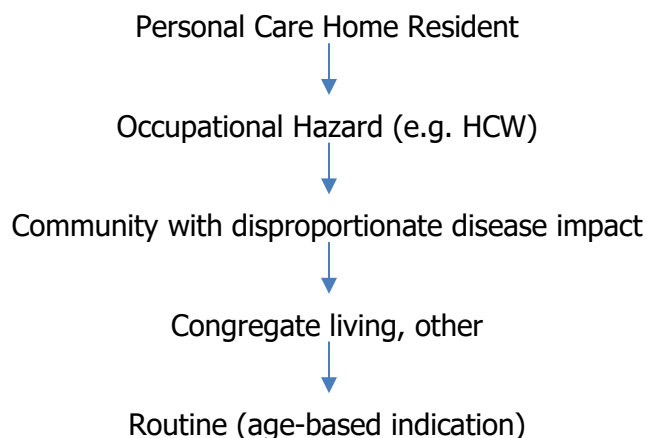 Personal Care Home Resident
Occupational Hazard (e.g. HCW)
Community with disproportionate disease impact
Congregate living, other
Routine (age-based indication)